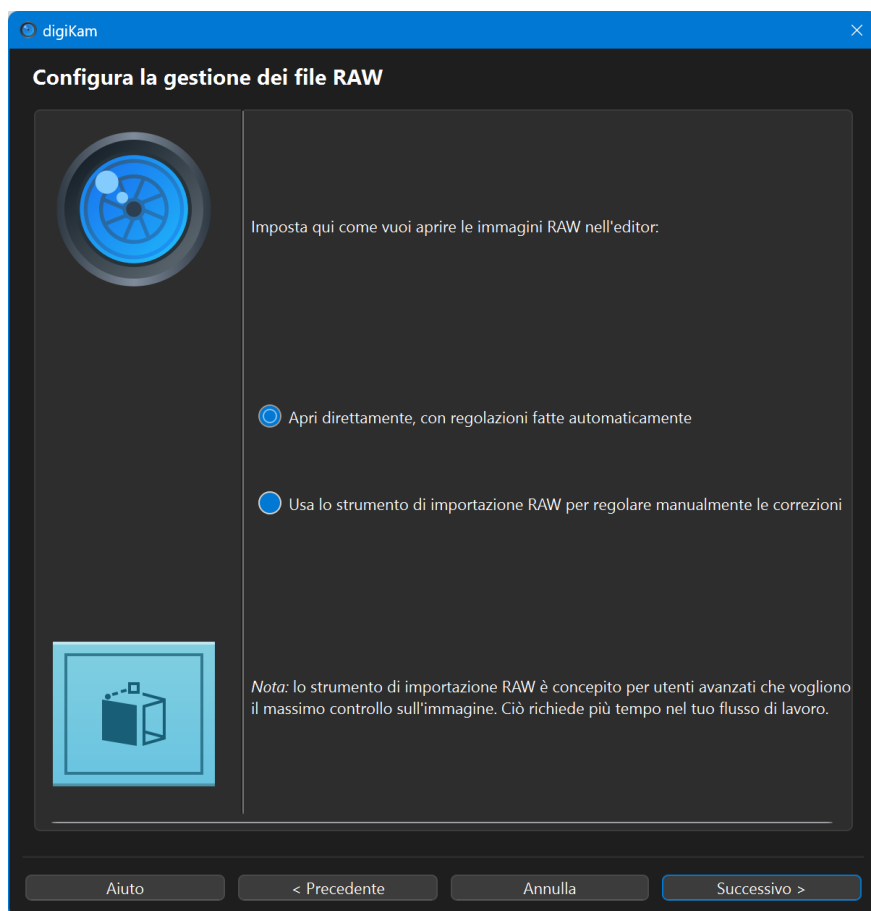 digiKam
Configura la gestione dei file RAW
Imposta qui come vuoi aprire le immagini RAW nell'editor:
Apri direttamente, con regolazioni fatte automaticamente
Usa lo strumento di importazione RAW per regolare manualmente le correzioni
Nota: lo strumento di importazione RAW è concepito per utenti avanzati che vogliono
il massimo controllo sull'immagine. Ciò richiede più tempo nel tuo flusso di lavoro.
Aiuto
< Precedente
Annulla
Successivo >